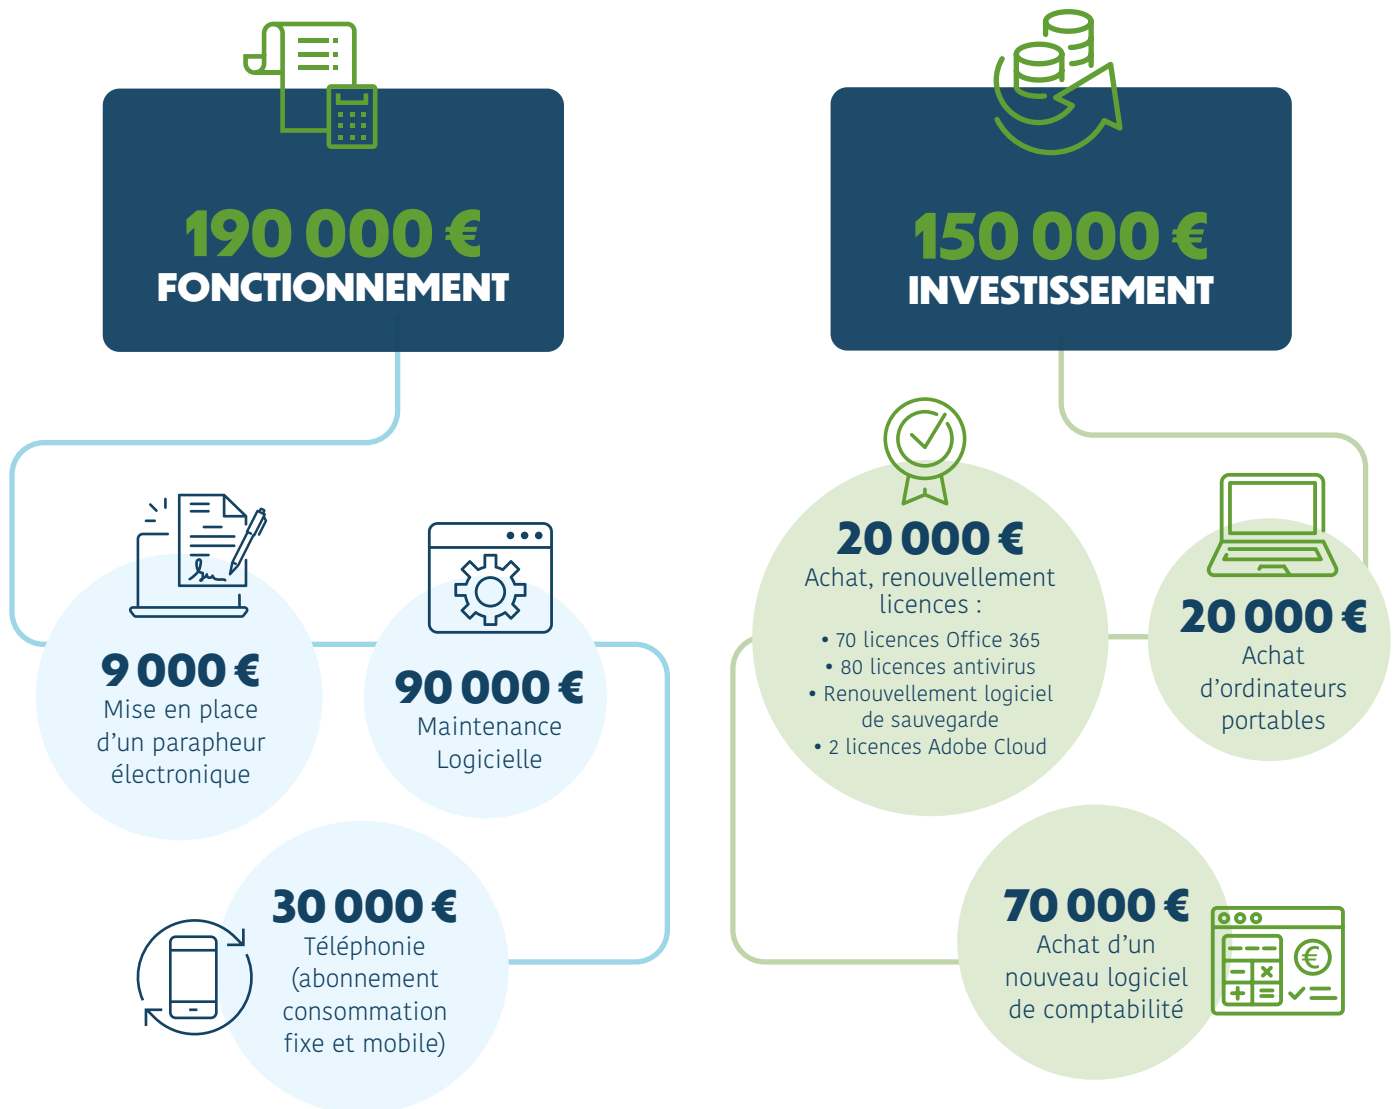 190 000 €
FONCTIONNEMENT
9 000 €
Mise en place
d'un parapheur
électronique
90 000 €
Maintenance
Logicielle
30 000 €
Téléphonie
(abonnement
consommation
fixe et mobile)
150 000 €
INVESTISSEMENT
20 000 €
Achat, renouvellement
licences :
• 70 licences Office 365
• 80 licences antivirus
• Renouvellement logiciel
de sauvegarde
• 2 licences Adobe Cloud
20 000 €
Achat
d'ordinateurs
portables
70 000 €
Achat d'un
nouveau logiciel
de comptabilité
€